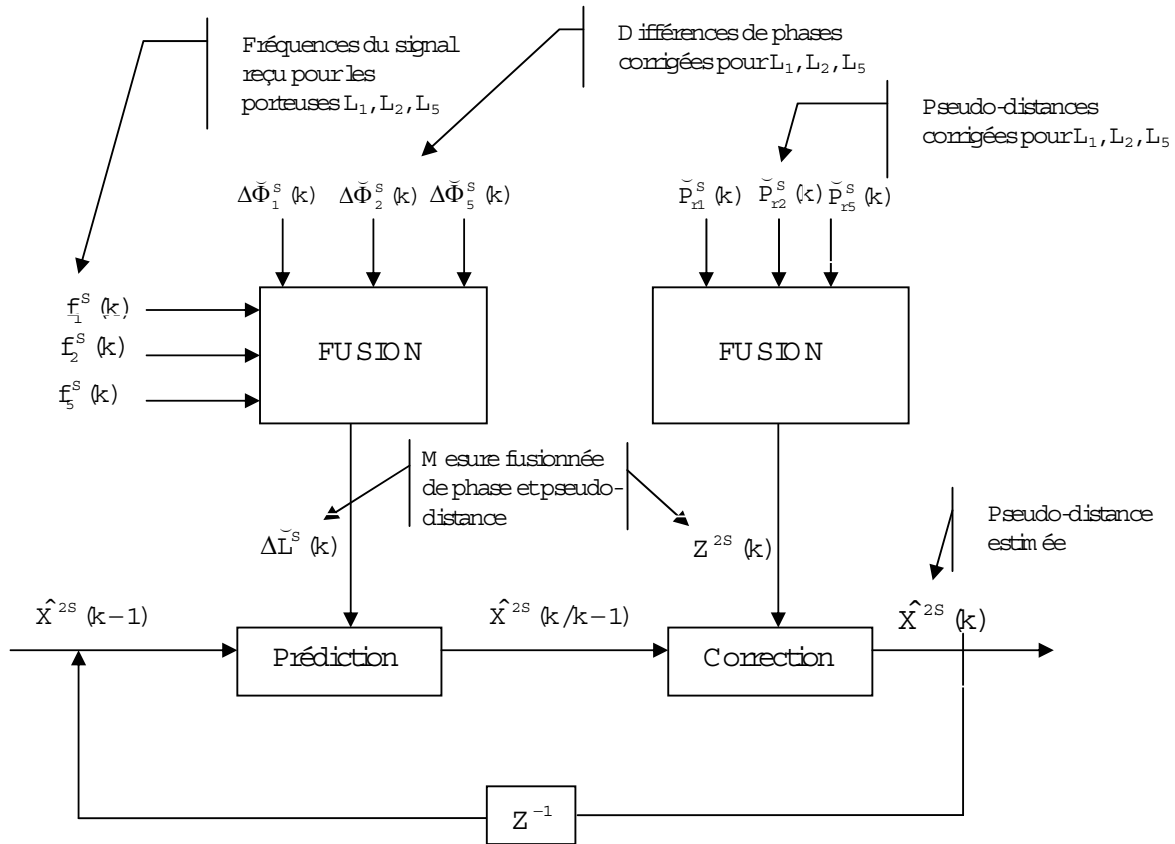 Fréquences du signal
reçu pour les
porteuses L₁, L₂, L₅
Différences de phases
corrigées pour L₁, L₂, L₅
Pseudo-distances
corrigées pour L₁, L₂, L₅
ΔΦ̆₁ˢ(k) ΔΦ̆₂ˢ(k) ΔΦ̆₅ˢ(k)
P̆ᵣ₁ˢ(k) P̆ᵣ₂ˢ(k) P̆ᵣ₅ˢ(k)
f₁ˢ(k)
f₂ˢ(k)
f₅ˢ(k)
FUSION
FUSION
Mesure fusionnée
de phase et pseudo-
distance
ΔL̆ˢ(k)
Z²ˢ(k)
Pseudo-distance
estimée
X̂²ˢ(k-1)
Prédiction
X̂²ˢ(k/k-1)
Correction
X̂²ˢ(k)
Z⁻¹